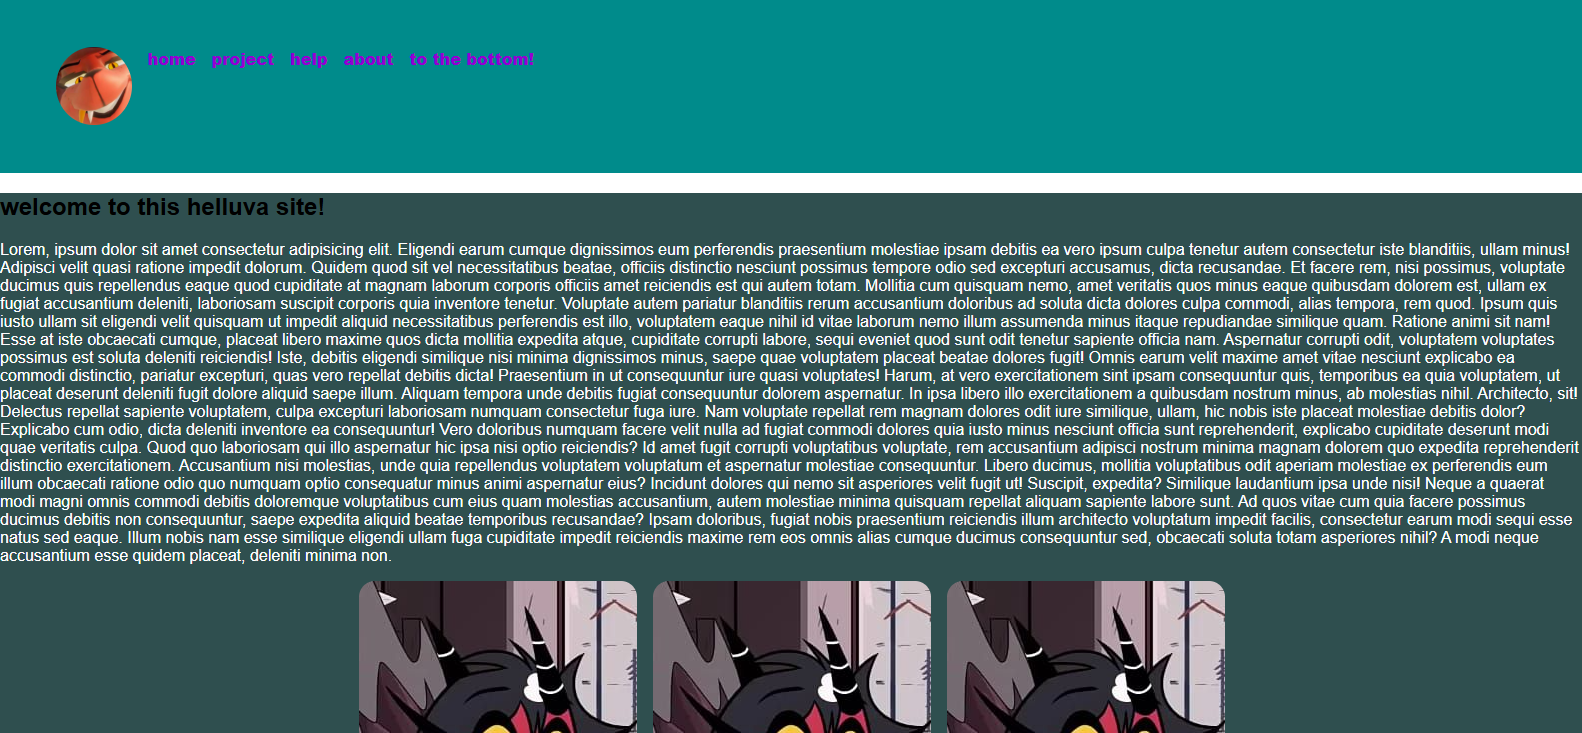 home project help about to the bottom!
welcome to this helluva site!
Lorem, ipsum dolor sit amet consectetur adipisicing elit. Eligendi earum cumque dignissimos eum perferendis praesentium molestiae ipsam debitis ea vero ipsum culpa tenetur autem consectetur iste blanditiis, ullam minus!
Adipisci velit quasi ratione impedit dolorum. Quidem quod sit vel necessitatibus beatae, officiis distinctio nesciunt possimus tempore odio sed excepturi accusamus, dicta recusandae. Et facere rem, nisi possimus, voluptate
ducimus quis repellendus eaque quod cupiditate at magnam laborum corporis officiis amet reiciendis est qui autem totam. Mollitia cum quisquam nemo, amet veritatis quos minus eaque quibusdam dolorem est, ullam ex
fugiat accusantium deleniti, laboriosam suscipit corporis quia inventore tenetur. Voluptate autem pariatur blanditiis rerum accusantium doloribus ad soluta dicta dolores culpa commodi, alias tempora, rem quod. Ipsum quis
iusto ullam sit eligendi velit quisquam ut impedit aliquid necessitatibus perferendis est illo, voluptatem eaque nihil id vitae laborum nemo illum assumenda minus itaque repudiandae similique quam. Ratione animi sit nam!
Esse at iste obcaecati cumque, placeat libero maxime quos dicta mollitia expedita atque, cupiditate corrupti labore, sequi eveniet quod sunt odit tenetur sapiente officia nam. Aspernatur corrupti odit, voluptatem voluptates
possimus est soluta deleniti reiciendis! Iste, debitis eligendi similique nisi minima dignissimos minus, saepe quae voluptatem placeat beatae dolores fugit! Omnis earum velit maxime amet vitae nesciunt explicabo ea
commodi distinctio, pariatur excepturi, quas vero repellat debitis dicta! Praesentium in ut consequuntur iure quasi voluptates! Harum, at vero exercitationem sint ipsam consequuntur quis, temporibus ea quia voluptatem, ut
placeat deserunt deleniti fugit dolore aliquid saepe illum. Aliquam tempora unde debitis fugiat consequuntur dolorem aspernatur. In ipsa libero illo exercitationem a quibusdam nostrum minus, ab molestias nihil. Architecto, sit!
Delectus repellat sapiente voluptatem, culpa excepturi laboriosam numquam consectetur fuga iure. Nam voluptate repellat rem magnam dolores odit iure similique, ullam, hic nobis iste placeat molestiae debitis dolor?
Explicabo cum odio, dicta deleniti inventore ea consequuntur! Vero doloribus numquam facere velit nulla ad fugiat commodi dolores quia iusto minus nesciunt officia sunt reprehenderit, explicabo cupiditate deserunt modi
quae veritatis culpa. Quod quo laboriosam qui illo aspernatur hic ipsa nisi optio reiciendis? Id amet fugit corrupti voluptatibus voluptate, rem accusantium adipisci nostrum minima magnam dolorem quo expedita reprehenderit
distinctio exercitationem. Accusantium nisi molestias, unde quia repellendus voluptatem voluptatum et aspernatur molestiae consequuntur. Libero ducimus, mollitia voluptatibus odit aperiam molestiae ex perferendis eum
illum obcaecati ratione odio quo numquam optio consequatur minus animi aspernatur eius? Incidunt dolores qui nemo sit asperiores velit fugit ut! Suscipit, expedita? Similique laudantium ipsa unde nisi! Neque a quaerat
modi magni omnis commodi debitis doloremque voluptatibus cum eius quam molestias accusantium, autem molestiae minima quisquam repellat aliquam sapiente labore sunt. Ad quos vitae cum quia facere possimus
ducimus debitis non consequuntur, saepe expedita aliquid beatae temporibus recusandae? Ipsam doloribus, fugiat nobis praesentium reiciendis illum architecto voluptatum impedit facilis, consectetur earum modi sequi esse
natus sed eaque. Illum nobis nam esse similique eligendi ullam fuga cupiditate impedit reiciendis maxime rem eos omnis alias cumque ducimus consequuntur sed, obcaecati soluta totam asperiores nihil? A modi neque
accusantium esse quidem placeat, deleniti minima non.